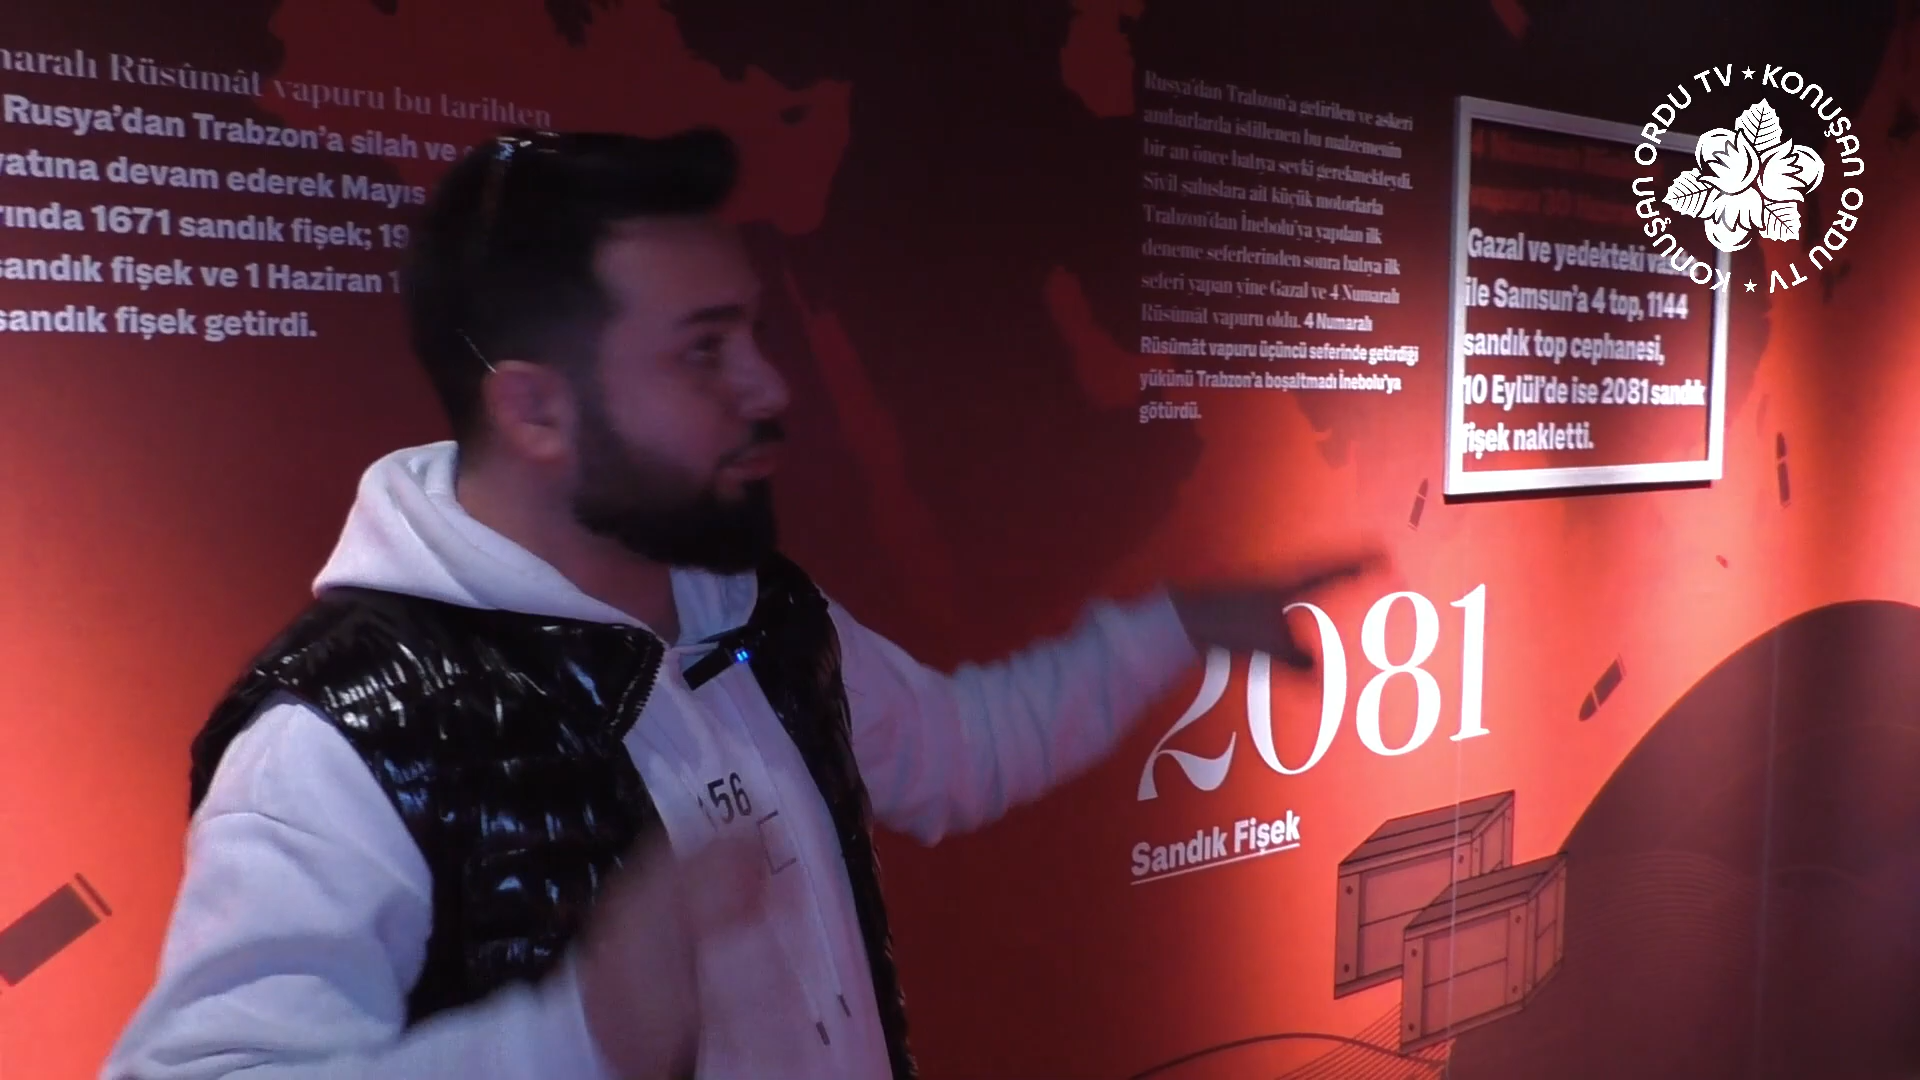 maralı Rüsûmât vapuru bu tarihten
Rusya'dan Trabzon'a silah ve
yatına devam ederek Mayıs
rında 1671 sandık fişek; 19
sandık fişek ve 1 Haziran 1
sandık fişek getirdi.
Rusya'dan Trabzon'a getirilen ve askeri
ambarlarda istiflenen bu malzemenin
bir an önce batıya sevki gerekmekteydi.
Sivil şahıslara ait küçük motorlarla
Trabzon'dan İnebolu'ya yapılan ilk
deneme seferlerinden sonra batıya ilk
seferi yapan yine Gazal ve 4 Numaralı
Rüsûmât vapuru oldu. 4 Numaralı
Rüsûmât vapuru üçüncü seferinde getirdiği
yükünü Trabzon'a boşaltmadı İnebolu'ya
götürdü.
Gazal ve yedekteki
ile Samsun'a 4 top, 1144
sandık top cephanesi,
10 Eylül'de ise 2081 sandık
fişek nakletti.
2081
Sandık Fişek
156
KONUŞAN ORDU TV ★ KONUŞAN ORDU TV ★